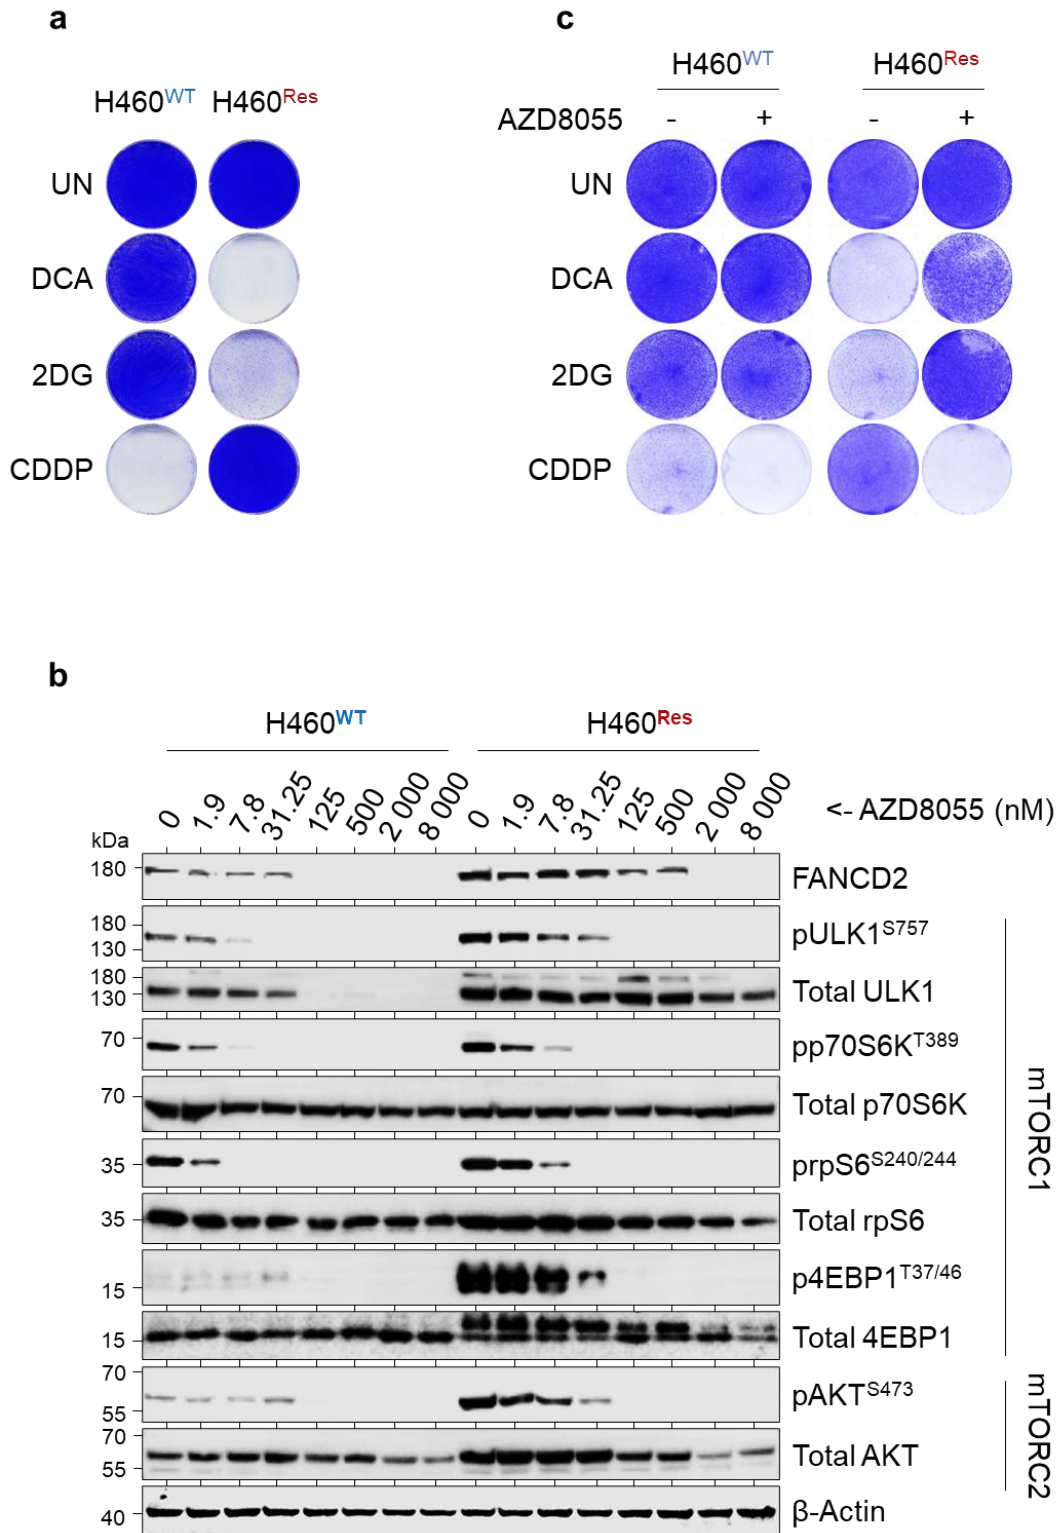 a
H460WT H460Res
UN
DCA
2DG
CDDP
c
H460WT H460Res
AZD8055 - + - +
UN
DCA
2DG
CDDP
b
H460WT H460Res
0 1.9 7.8 31.25 125 500 2 000 8 000 0 1.9 7.8 31.25 125 500 2 000 8 000 <- AZD8055 (nM)
kDa
180 FANCD2
180
130
pULK1S757
180
130
Total ULK1
70 pp70S6KT389
70 Total p70S6K
35 prpS6S240/244
35 Total rpS6
15 p4EBP1T37/46
15 Total 4EBP1
mTORC1
70
55
pAKTS473
70
55
Total AKT
mTORC2
40 β-Actin